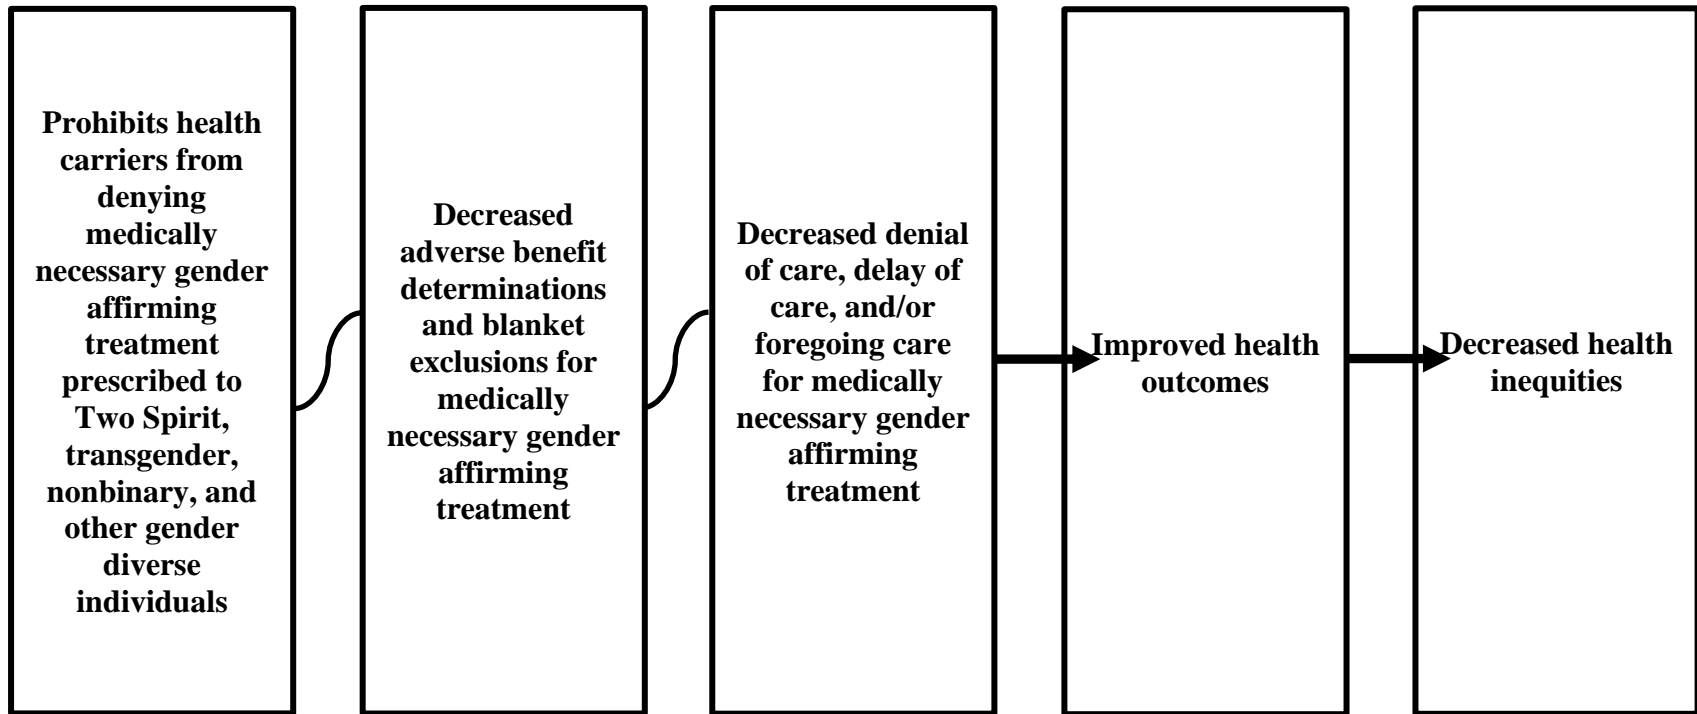 Prohibits health
carriers from
denying
medically
necessary gender
affirming
treatment
prescribed to
Two Spirit,
transgender,
nonbinary, and
other gender
diverse
individuals
Decreased
adverse benefit
determinations
and blanket
exclusions for
medically
necessary gender
affirming
treatment
Decreased denial
of care, delay of
care, and/or
foregoing care
for medically
necessary gender
affirming
treatment
Improved health
outcomes
Decreased health
inequities